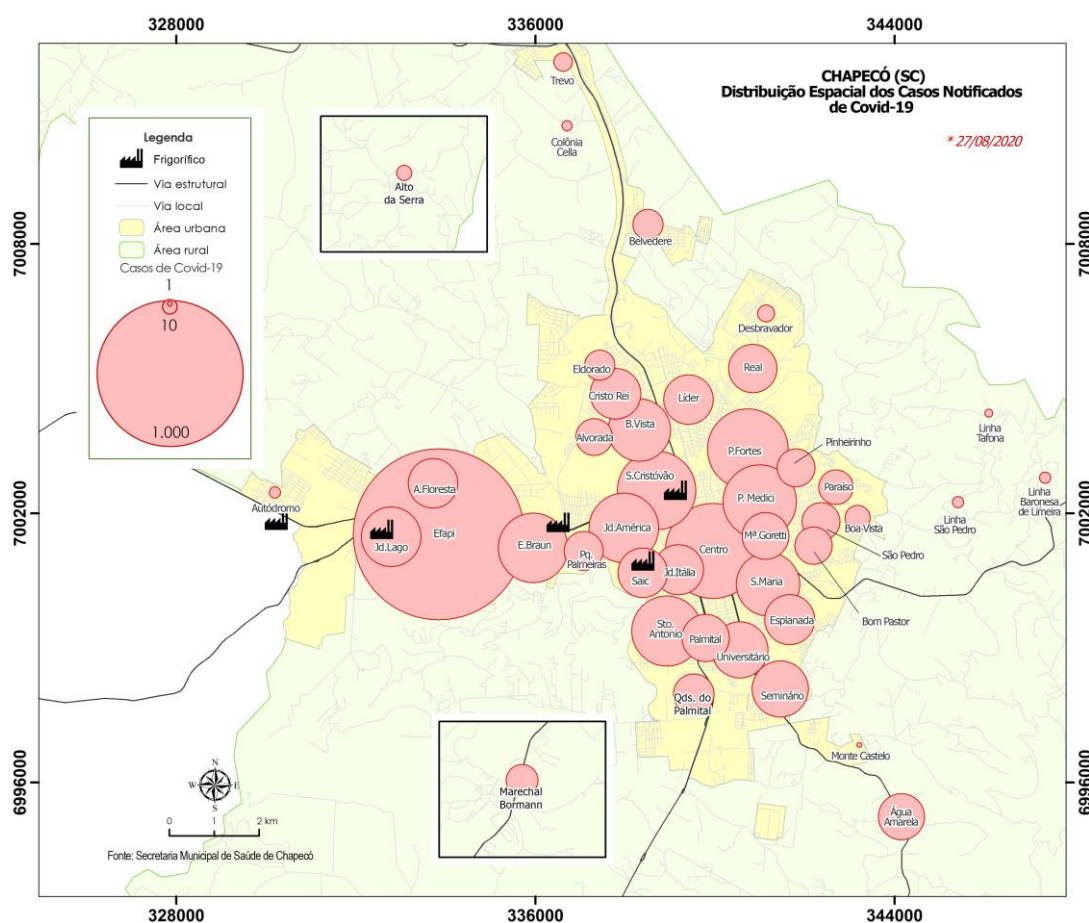 328000
336000
344000
CHAPECÓ (SC)
Distribuição Espacial dos Casos Notificados
de Covid-19
* 27/08/2020
Legenda
Frigorífico
Via estrutural
Via local
Área urbana
Área rural
Casos de Covid-19
1
10
1.000
Trevo
Colônia
Cella
Alto
da Serra
7008000
7008000
Belvedere
Desbravador
Eldorado
Real
Cristo Rei
Líder
Linha
Tafona
B.Vista
Alvorada
Pinheirinho
P.Fortes
S.Cristóvão
A.Floresta
Paraíso
Linha
Baronesa
de Limeira
P. Medici
Autódromo
Linha
São Pedro
7002000
7002000
Boa Vista
Jd.América
Mª.Goretti
Efapi
Jd.Lago
E.Braun
Centro
São Pedro
Pq.
Palmeiras
Saic
Jd.Itália
S.Maria
Bom Pastor
Esplanada
Sto.
Antonio
Palmital
Universitário
Seminário
Qds. do
Palmital
Monte Castelo
6996000
6996000
N
W
E
S
Marechal
Bormann
Água
Amarela
0
1
2 km
Fonte: Secretaria Municipal de Saúde de Chapecó
328000
336000
344000